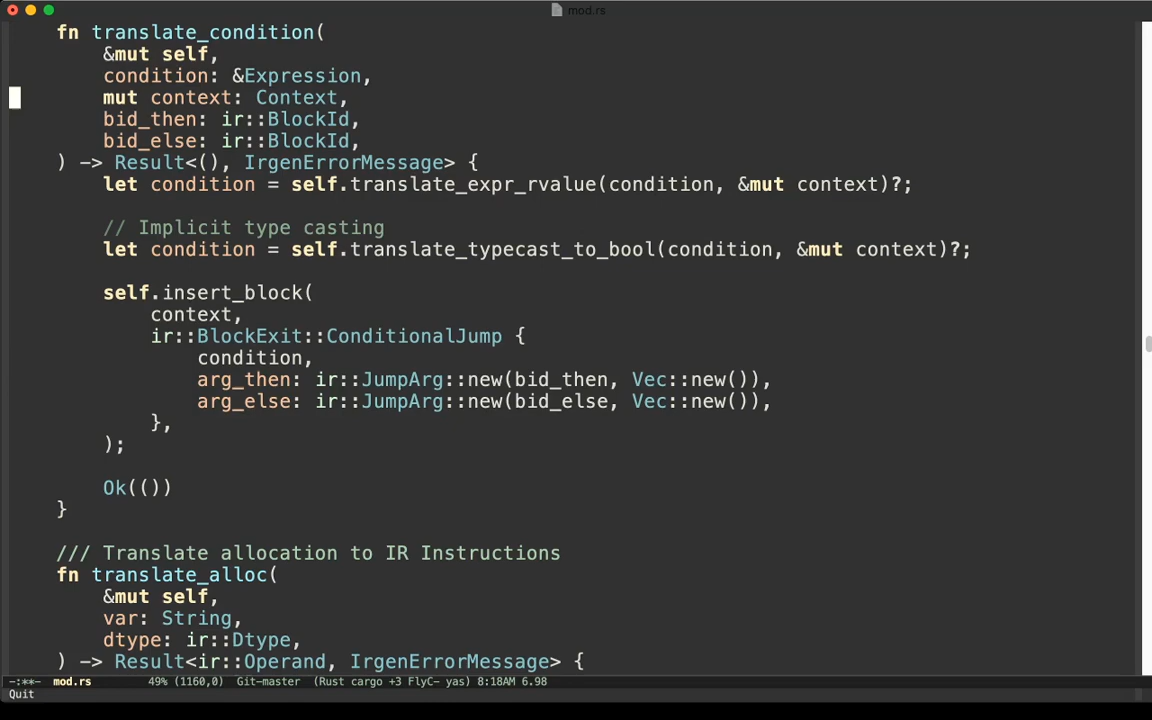 mod.rs
fn translate_condition(
&mut self,
condition: &Expression,
mut context: Context,
bid_then: ir::BlockId,
bid_else: ir::BlockId,
) -> Result<(), IrgenErrorMessage> {
let condition = self.translate_expr_rvalue(condition, &mut context)?;
// Implicit type casting
let condition = self.translate_typecast_to_bool(condition, &mut context)?;
self.insert_block(
context,
ir::BlockExit::ConditionalJump {
condition,
arg_then: ir::JumpArg::new(bid_then, Vec::new()),
arg_else: ir::JumpArg::new(bid_else, Vec::new()),
},
);
Ok(())
}
/// Translate allocation to IR Instructions
fn translate_alloc(
&mut self,
var: String,
dtype: ir::Dtype,
) -> Result<ir::Operand, IrgenErrorMessage> {
-:**- mod.rs 49% (1160,0) Git-master (Rust cargo +3 FlyC- yas) 8:18AM 6.98
Quit